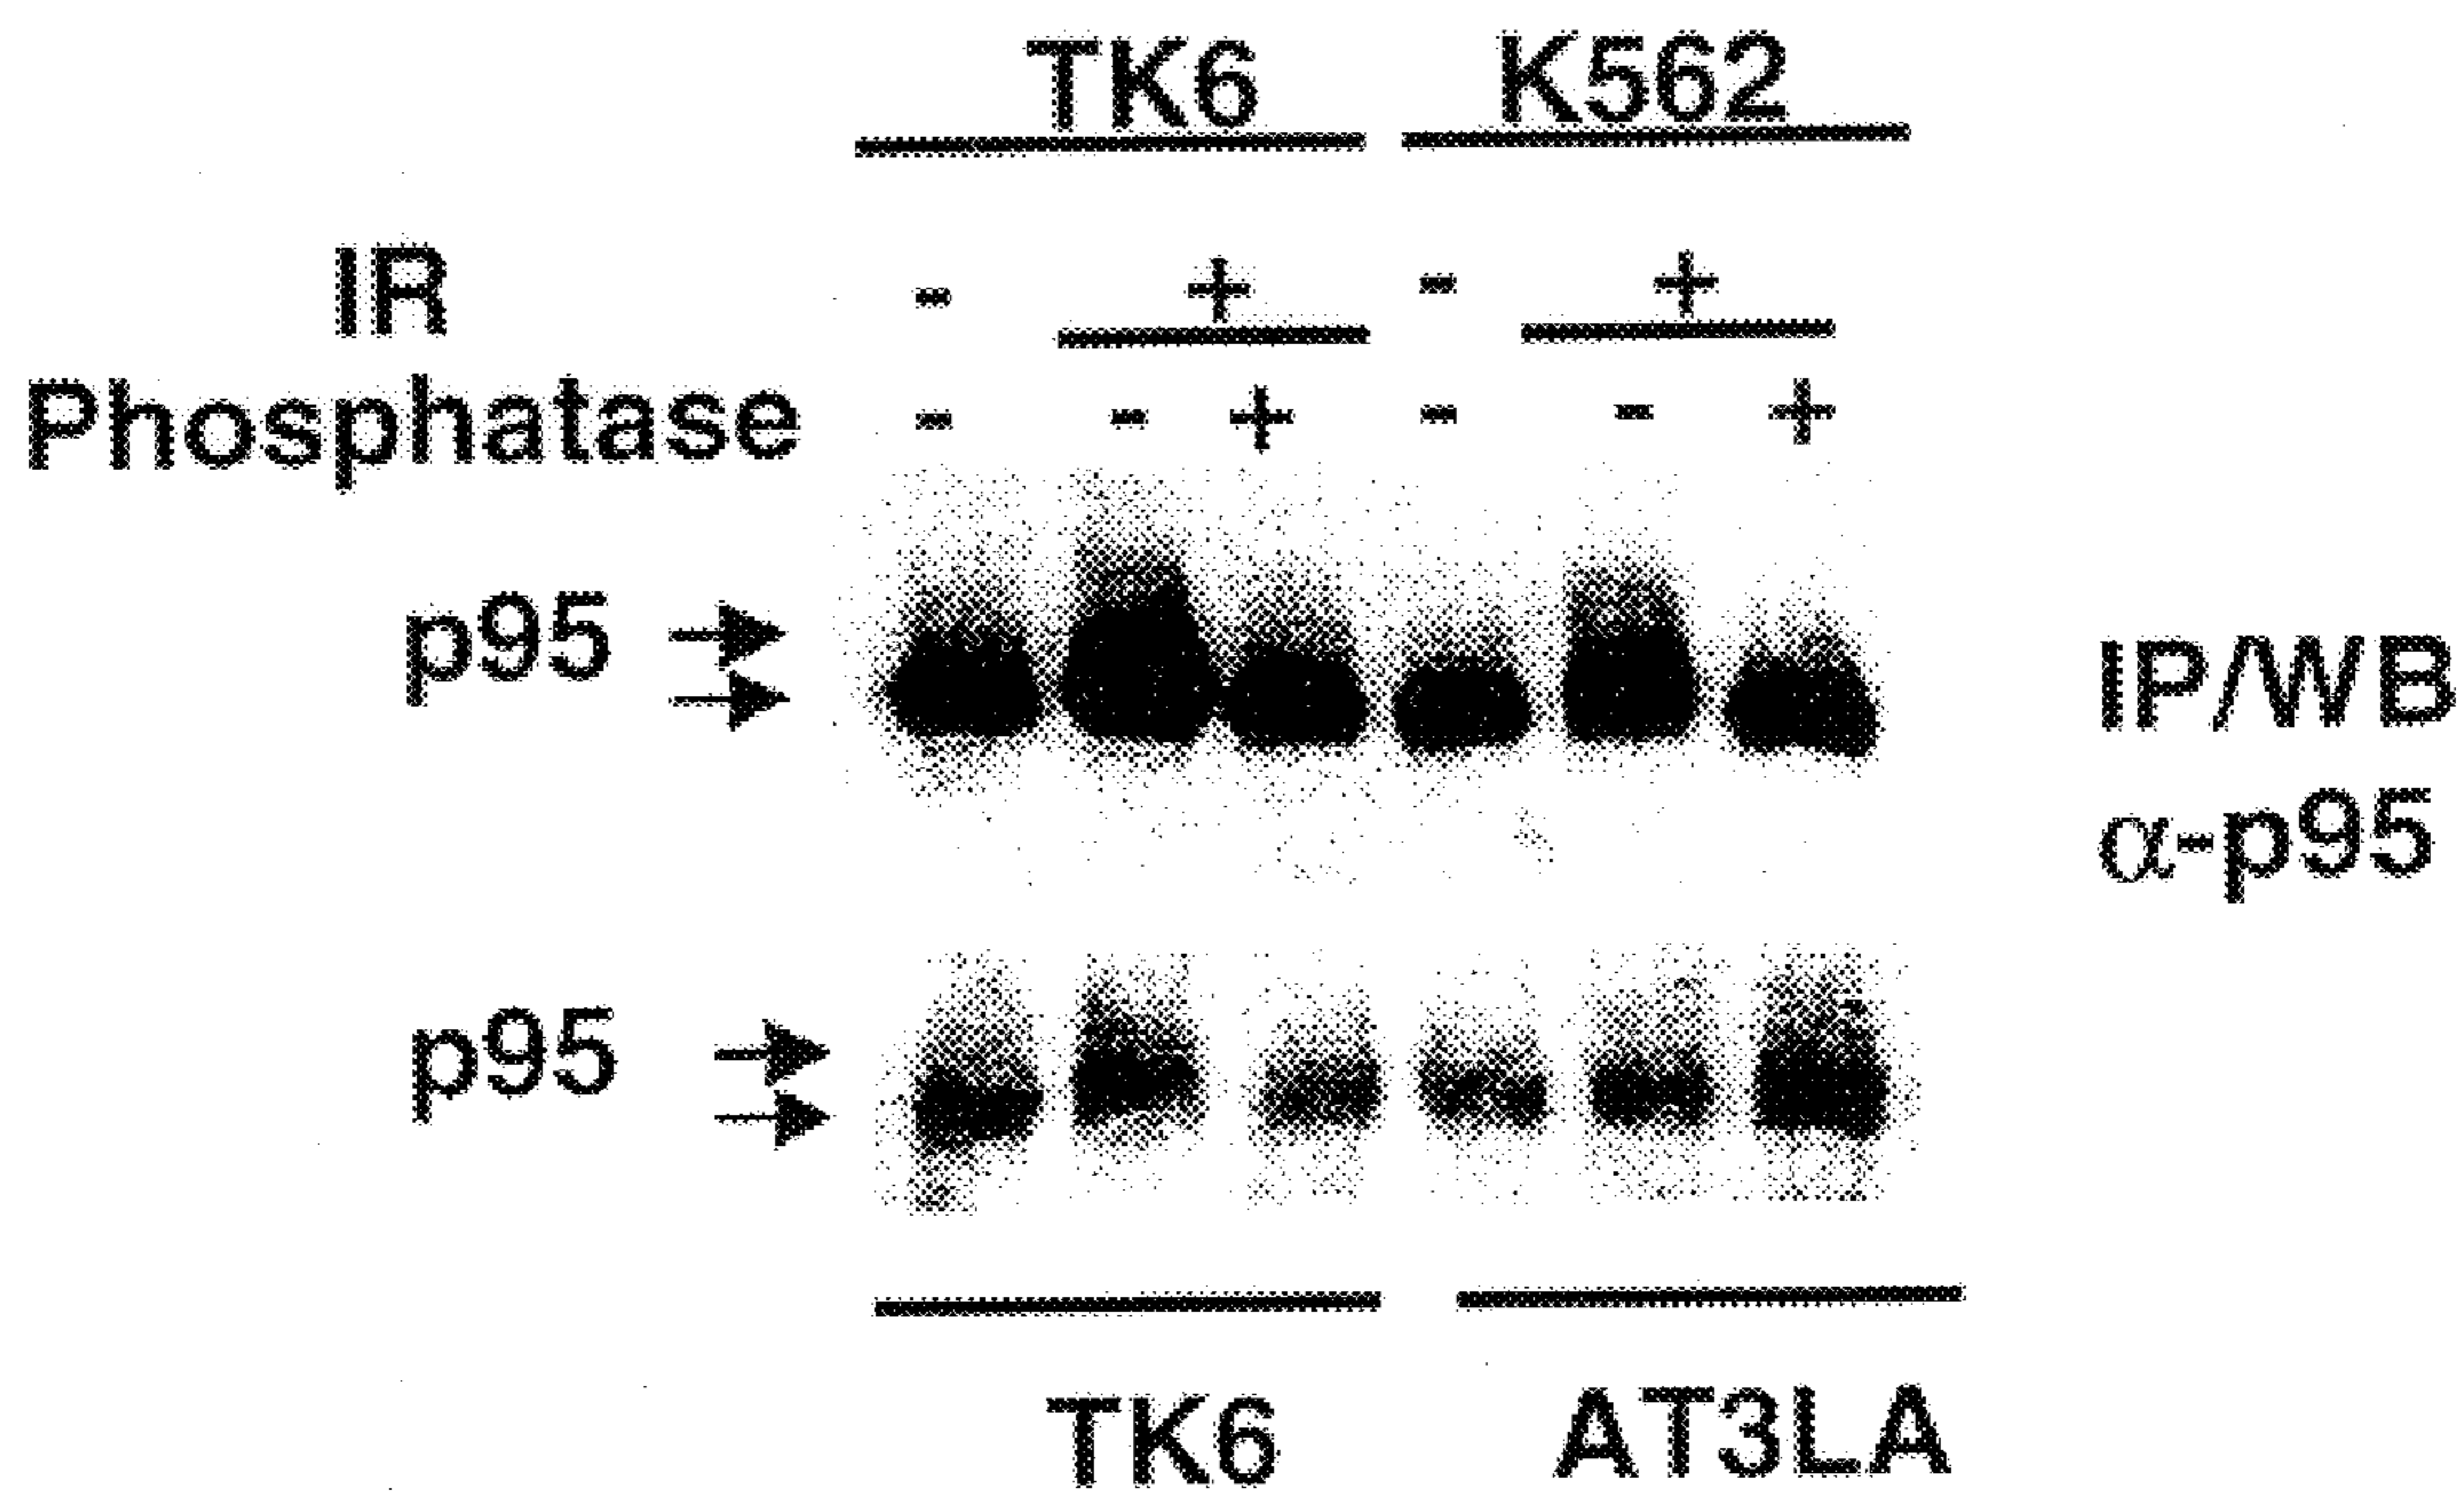 TK6 K562
IR - + - +
Phosphatase - - + - - +
p95
IP/WB
α-p95
p95
TK6 AT3LA